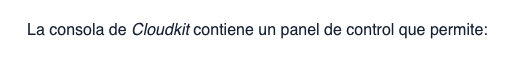 La consola de Cloudkit contiene un panel de control que permite: